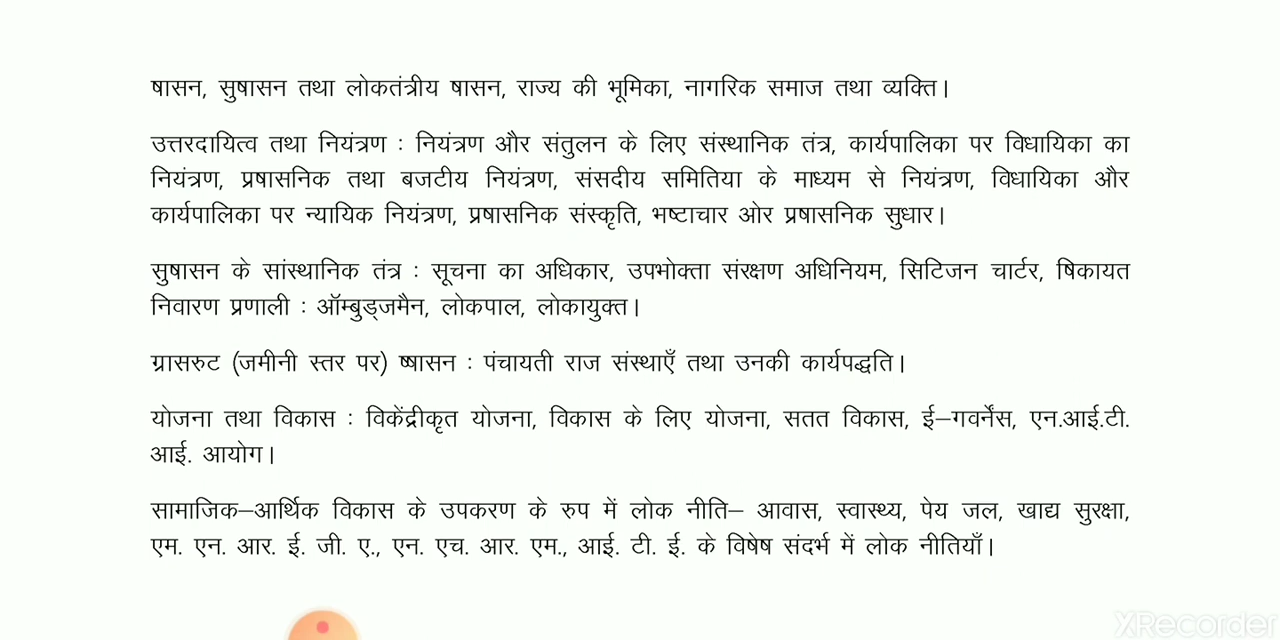 षासन, सुषासन तथा लोकतंत्रीय षासन, राज्य की भूमिका, नागरिक समाज तथा व्यक्ति।
उत्तरदायित्व तथा नियंत्रण : नियंत्रण और संतुलन के लिए संस्थानिक तंत्र, कार्यपालिका पर विधायिका का
नियंत्रण, प्रषासनिक तथा बजटीय नियंत्रण, संसदीय समितिया के माध्यम से नियंत्रण, विधायिका और
कार्यपालिका पर न्यायिक नियंत्रण, प्रषासनिक संस्कृति, भष्टाचार ओर प्रषासनिक सुधार।
सुषासन के सांस्थानिक तंत्र : सूचना का अधिकार, उपभोक्ता संरक्षण अधिनियम, सिटिजन चार्टर, षिकायत
निवारण प्रणाली : ऑम्बुड्जमैन, लोकपाल, लोकायुक्त।
ग्रासरुट (जमीनी स्तर पर) ष्षासन : पंचायती राज संस्थाएँ तथा उनकी कार्यपद्धति।
योजना तथा विकास : विकेंद्रीकृत योजना, विकास के लिए योजना, सतत विकास, ई–गवर्नेंस, एन.आई.टी.
आई. आयोग।
सामाजिक–आर्थिक विकास के उपकरण के रुप में लोक नीति– आवास, स्वास्थ्य, पेय जल, खाद्य सुरक्षा,
एम. एन. आर. ई. जी. ए., एन. एच. आर. एम., आई. टी. ई. के विषेष संदर्भ में लोक नीतियाँ।
XRecorder